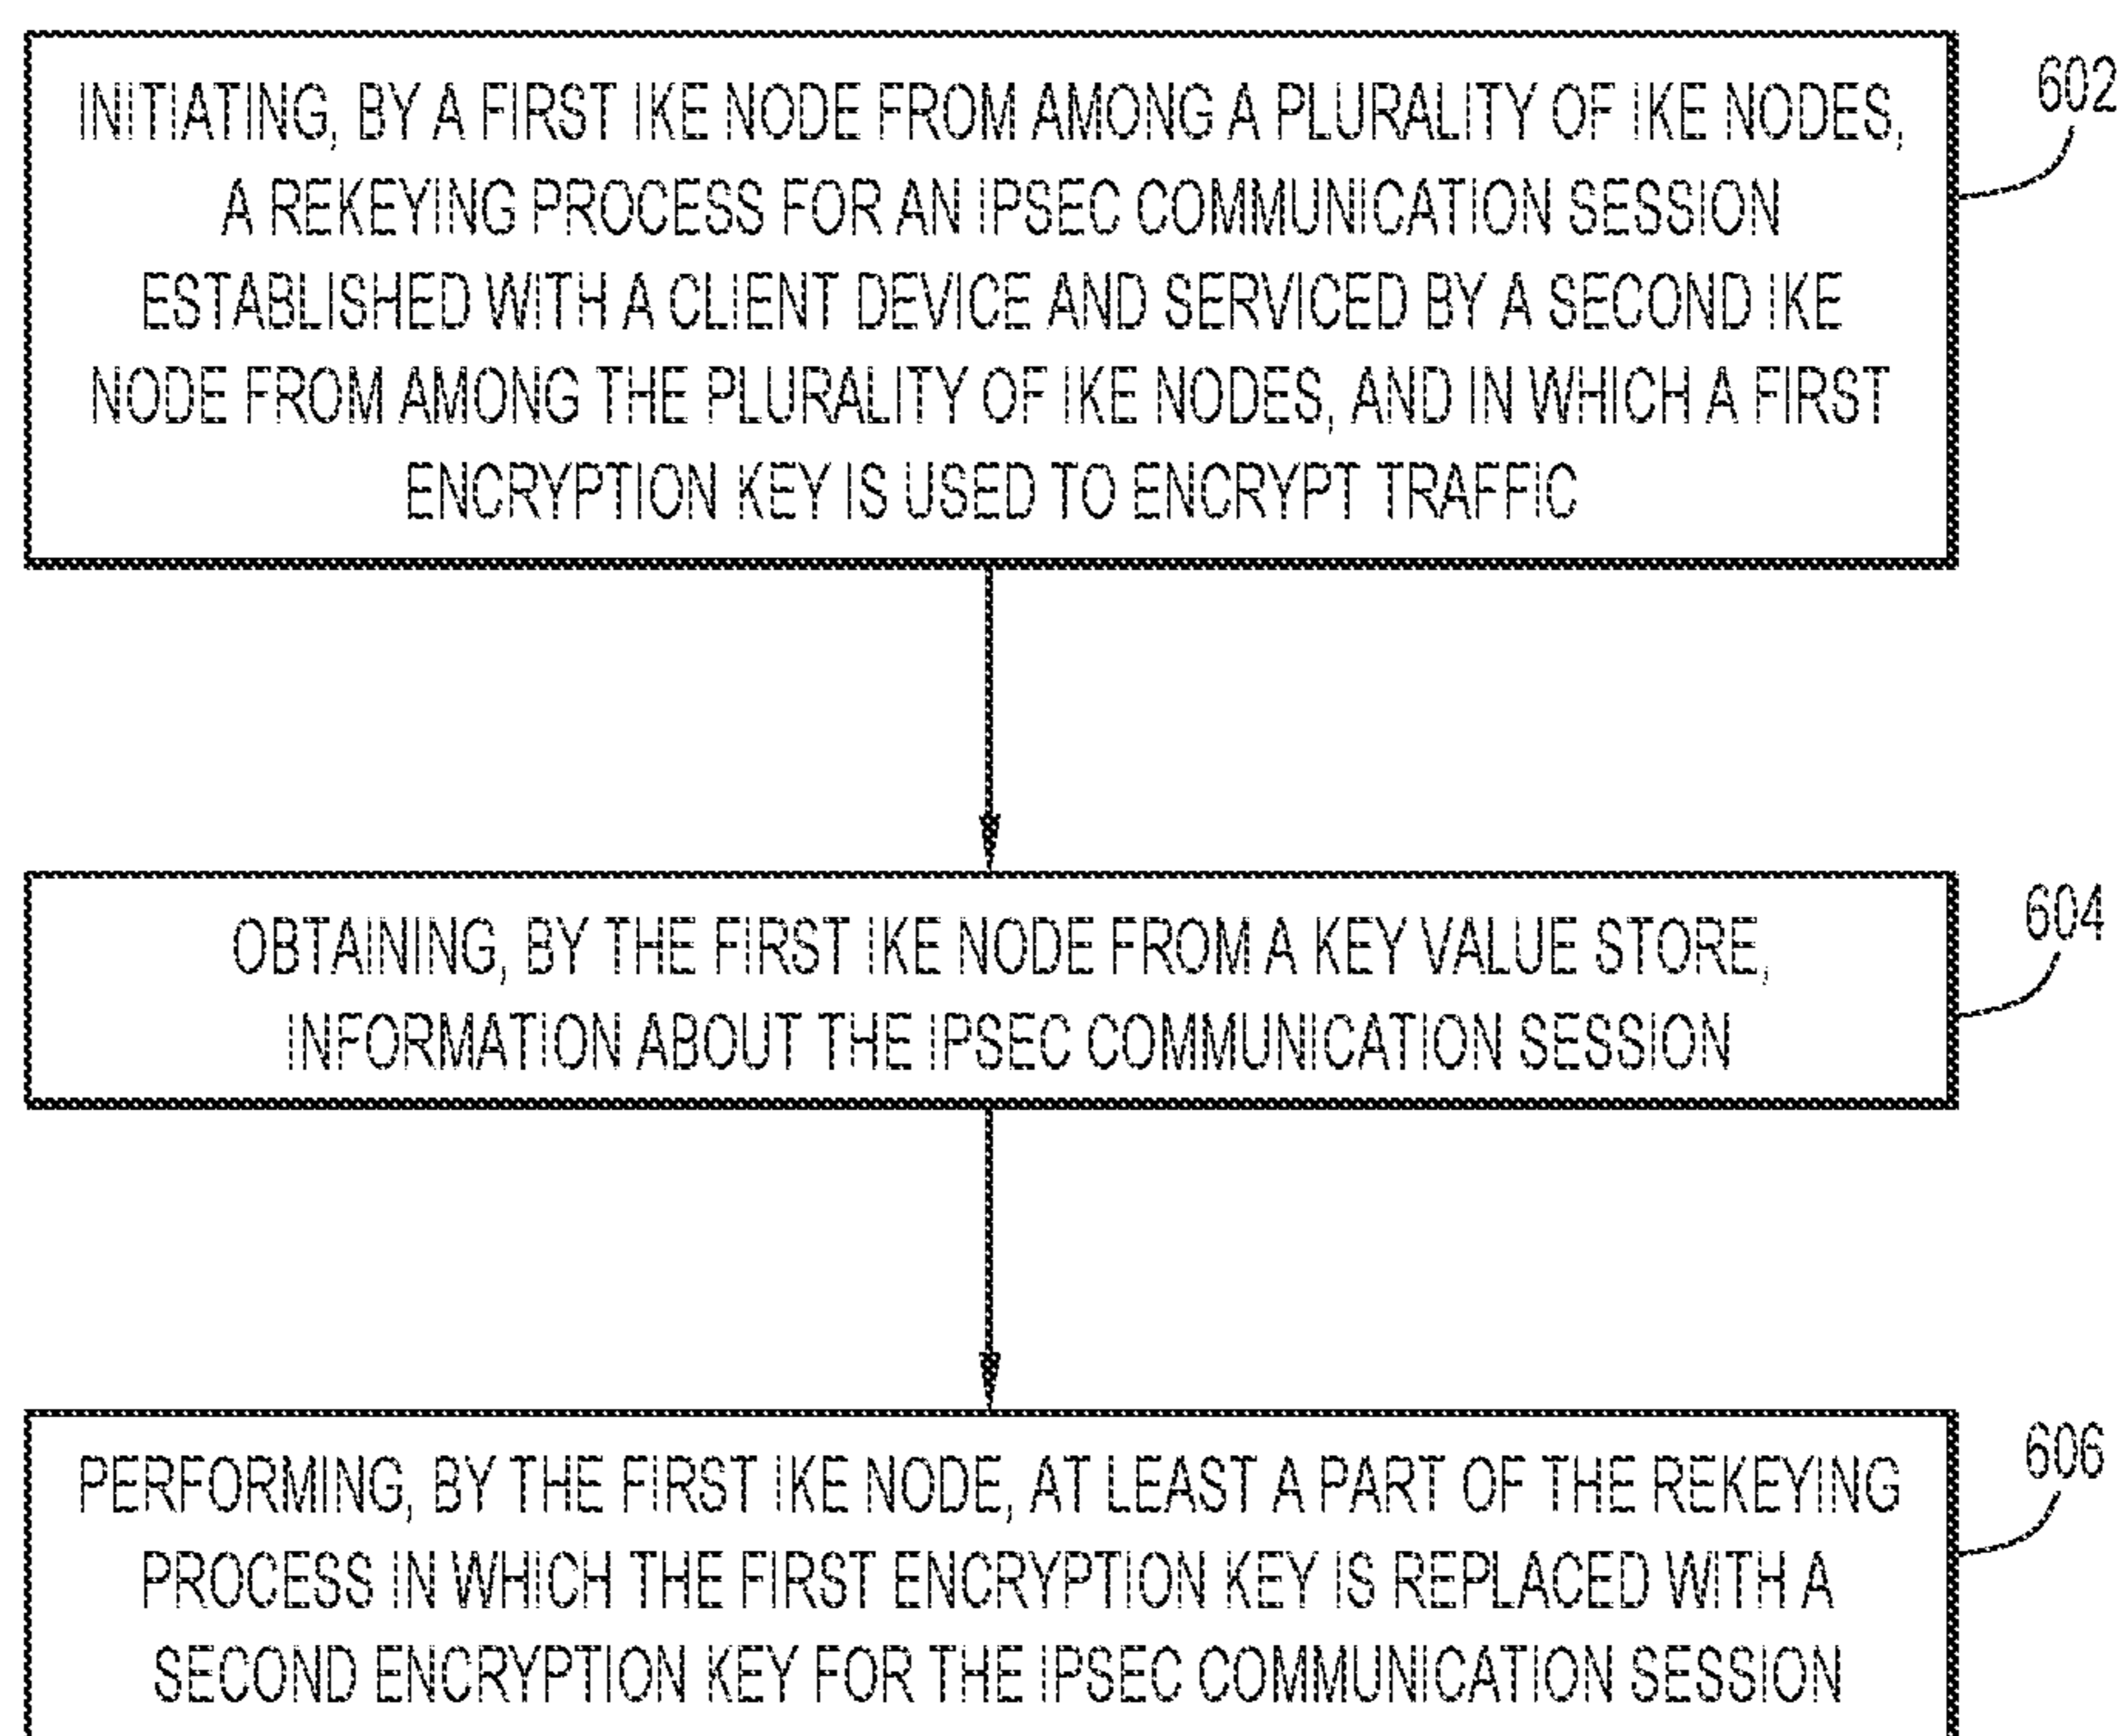 INITIATING, BY A FIRST IKE NODE FROM AMONG A PLURALITY OF IKE NODES,
A REKEYING PROCESS FOR AN IPSEC COMMUNICATION SESSION
ESTABLISHED WITH A CLIENT DEVICE AND SERVICED BY A SECOND IKE
NODE FROM AMONG THE PLURALITY OF IKE NODES, AND IN WHICH A FIRST
ENCRYPTION KEY IS USED TO ENCRYPT TRAFFIC
602
OBTAINING, BY THE FIRST IKE NODE FROM A KEY VALUE STORE,
INFORMATION ABOUT THE IPSEC COMMUNICATION SESSION
604
PERFORMING, BY THE FIRST IKE NODE, AT LEAST A PART OF THE REKEYING
PROCESS IN WHICH THE FIRST ENCRYPTION KEY IS REPLACED WITH A
SECOND ENCRYPTION KEY FOR THE IPSEC COMMUNICATION SESSION
606